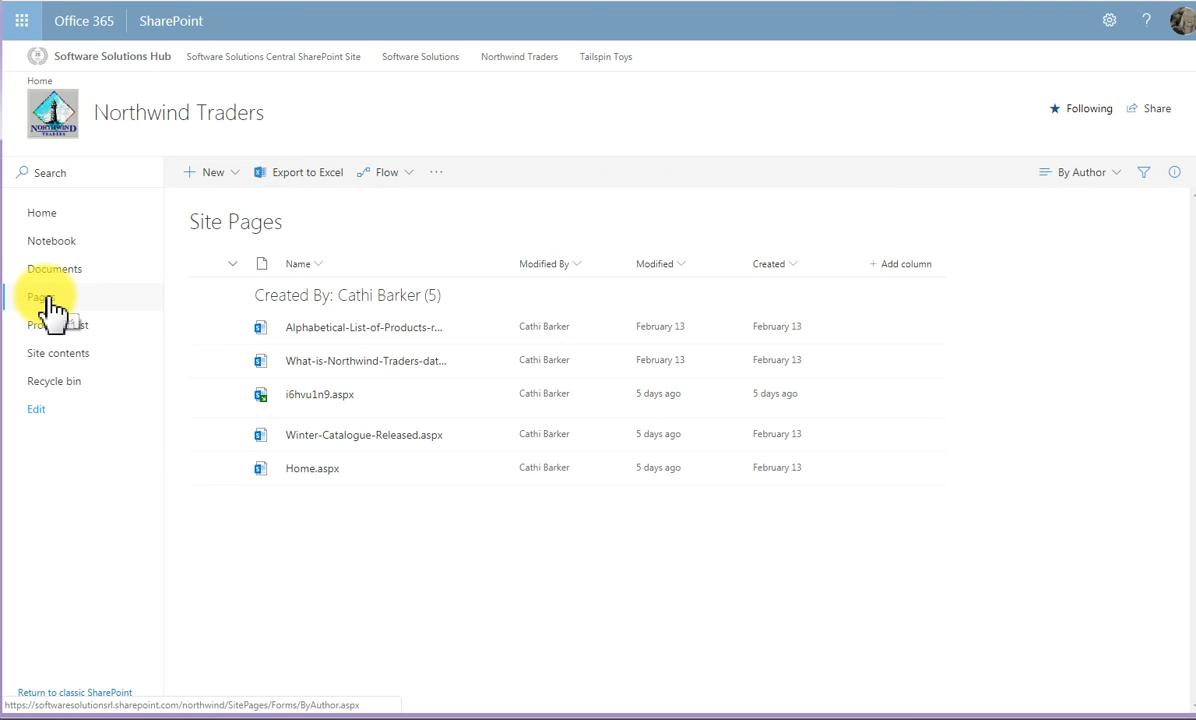 Office 365 SharePoint ?
Software Solutions Hub Software Solutions Central SharePoint Site Software Solutions Northwind Traders Tailspin Toys
Home
NORTHWIND
TRADERS
Northwind Traders
Following Share
Search
New Export to Excel Flow ... By Author
Home
Notebook
Documents
Site contents
Recycle bin
Edit
Site Pages
Name Modified By Modified Created + Add column
Created By: Cathi Barker (5)
Alphabetical-List-of-Products-r... Cathi Barker February 13 February 13
What-is-Northwind-Traders-dat... Cathi Barker February 13 February 13
i6hvu1n9.aspx Cathi Barker 5 days ago 5 days ago
Winter-Catalogue-Released.aspx Cathi Barker 5 days ago February 13
Home.aspx Cathi Barker 5 days ago February 13
Return to classic SharePoint
https://softwaresolutionsrl.sharepoint.com/northwind/SitePages/Forms/ByAuthor.aspx